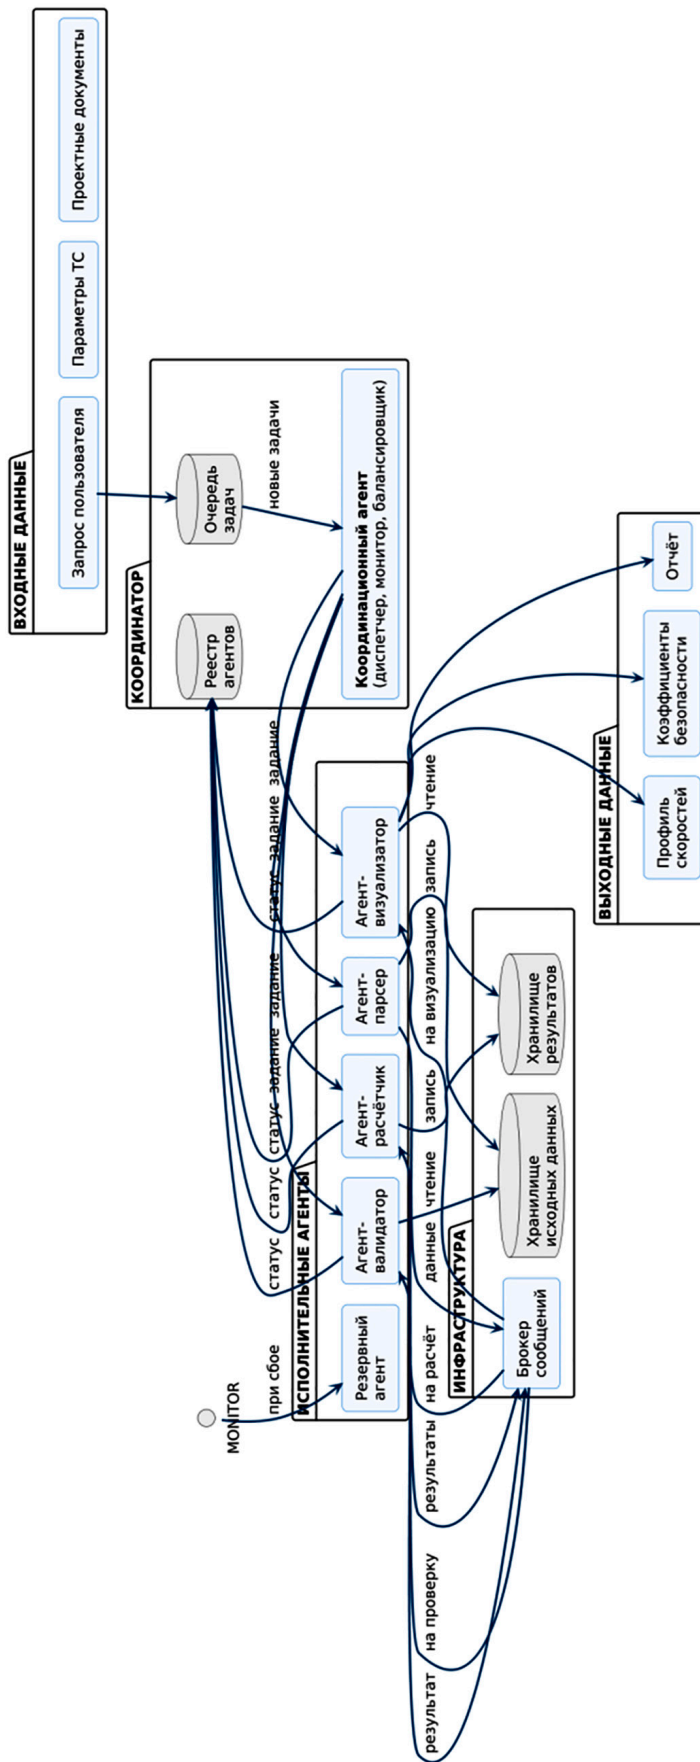 ВХОДНЫЕ ДАННЫЕ
Запрос пользователя
Параметры ТС
Проектные документы
КООРДИНАТОР
Реестр
агентов
Очередь
задач
новые задачи
Координационный агент
(диспетчер, монитор, балансировщик)
MONITOR
при сбое
статус
статус
статус
задание
задание
статус
задание
задание
ИСПОЛНИТЕЛЬНЫЕ АГЕНТЫ
Резервный
агент
Агент-
валидатор
Агент-
расчётчик
Агент-
парсер
Агент-
визуализатор
результат
на проверку
результаты
на расчёт
данные
чтение
запись
на визуализацию
запись
чтение
ИНФРАСТРУКТУРА
Брокер
сообщений
Хранилище
исходных данных
Хранилище
результатов
ВЫХОДНЫЕ ДАННЫЕ
Профиль
скоростей
Коэффициенты
безопасности
Отчёт